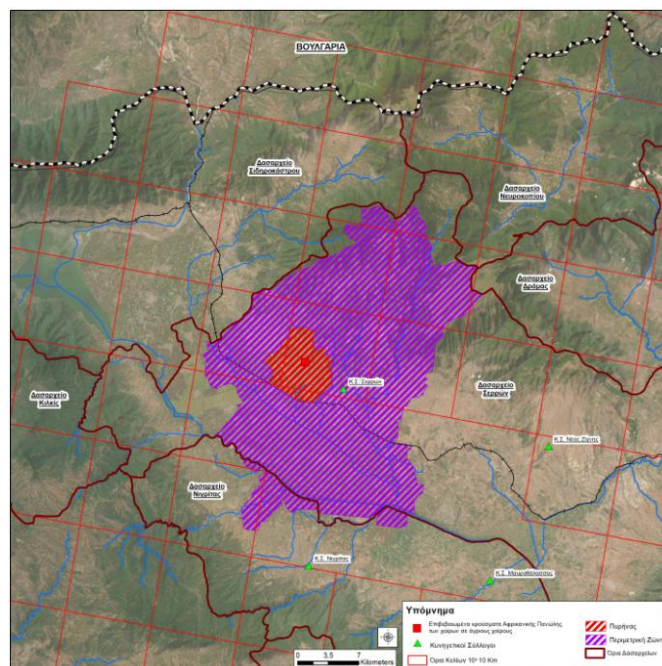 ΒΟΥΛΓΑΡΙΑ
Δασαρχείο
Σιδηροκάστρου
Δασαρχείο
Νευροκοπίου
Δασαρχείο
Δράμας
Δασαρχείο
Κιλκίς
Κ.Σ. Σερρών
Δασαρχείο
Σερρών
Κ.Σ. Νέας Ζίχνης
Δασαρχείο
Νιγρίτας
Κ.Σ. Νιγρίτας
Κ.Σ. Μαυροθάλασσας
Υπόμνημα
Επιβεβαιωμένα κρούσματα Αφρικανικής Πανώλης
των χοίρων σε άγριους χοίρους
Κυνηγετικοί Σύλλογοι
Όρια Κελίων 10*10 Km
Πυρήνας
Περιμετρική Ζώνη
Όρια Δασαρχείων
0 3.5 7
Kilometers